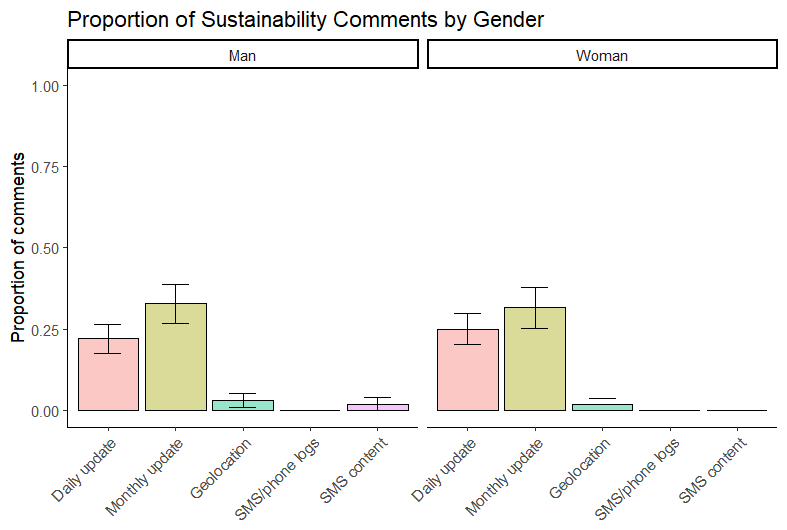 Proportion of Sustainability Comments by Gender
Man
Woman
Proportion of comments
1.00
0.75
0.50
0.25
0.00
Daily update
Monthly update
Geolocation
SMS/phone logs
SMS content
Daily update
Monthly update
Geolocation
SMS/phone logs
SMS content